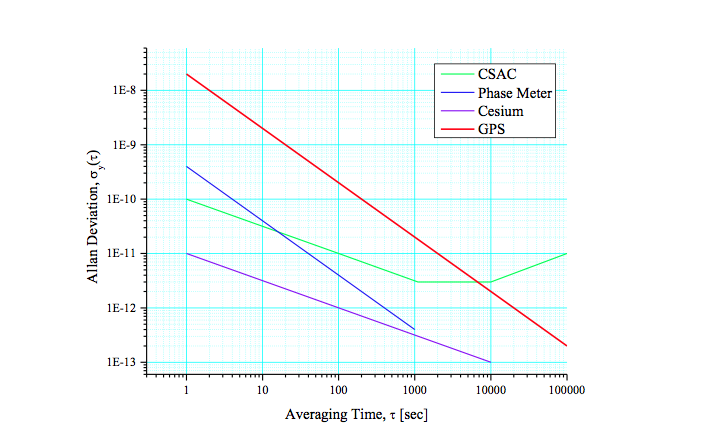 CSAC
Phase Meter
Cesium
GPS
1E-8
1E-9
1E-10
1E-11
1E-12
1E-13
Allan Deviation, σy(τ)
1 10 100 1000 10000 100000
Averaging Time, τ [sec]